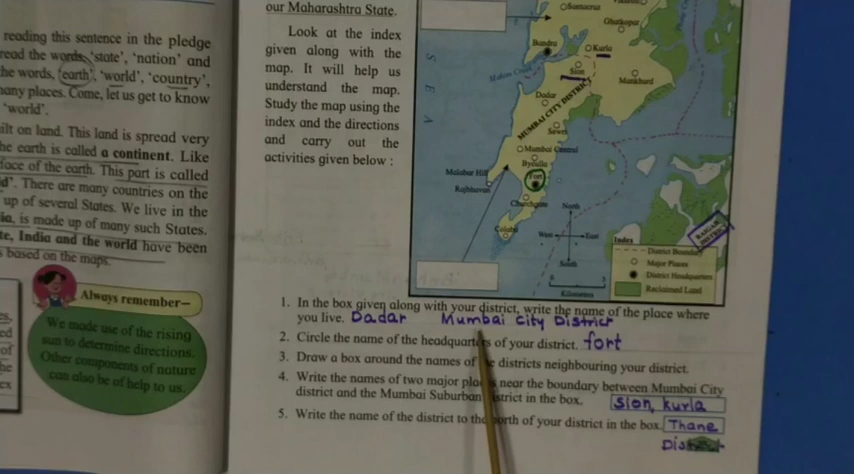 reading this sentence in the pledge
read the words, 'state', 'nation' and
he words, 'earth', 'world', 'country',
many places. Come, let us get to know
'world'.
ilt on land. This land is spread very
he earth is called a continent. Like
face of the earth. This part is called
There are many countries on the
up of several States. We live in the
is made up of many such States.
te, India and the world have been
based on the maps.
Always remember—
We made use of the rising
sun to determine directions.
Other components of nature
can also be of help to us.
our Maharashtra State.
Look at the index
given along with the
map. It will help us
understand the map.
Study the map using the
index and the directions
and carry out the
activities given below :
SEA
Santacruz
Ghatkopar
Bandra
Kurla
Sion
Mankhurd
Dadar
MUMBAI CITY DISTRICT
Mumbai Central
Byculla
Malabar Hill
Rajbhavan
Fort
Churchgate
Colaba
North
West
East
South
Kilometres
RAIGAD DISTRICT
Index
District Boundary
Major Places
District Headquarters
Reclaimed Land
1. In the box given along with your district, write the name of the place where
you live. Dadar Mumbai City District
2. Circle the name of the headquarters of your district. fort
3. Draw a box around the names of districts neighbouring your district.
4. Write the names of two major near the boundary between Mumbai City
district and the Mumbai Suburban district in the box. Sion, Kurla
5. Write the name of the district to the north of your district in the box. Thane
District